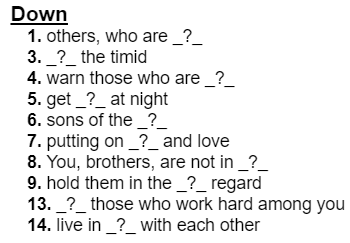 Down
1. others, who are _?_
3. _?_ the timid
4. warn those who are _?_
5. get _?_ at night
6. sons of the _?_
7. putting on _?_ and love
8. You, brothers, are not in _?_
9. hold them in the _?_ regard
13. _?_ those who work hard among you
14. live in _?_ with each other